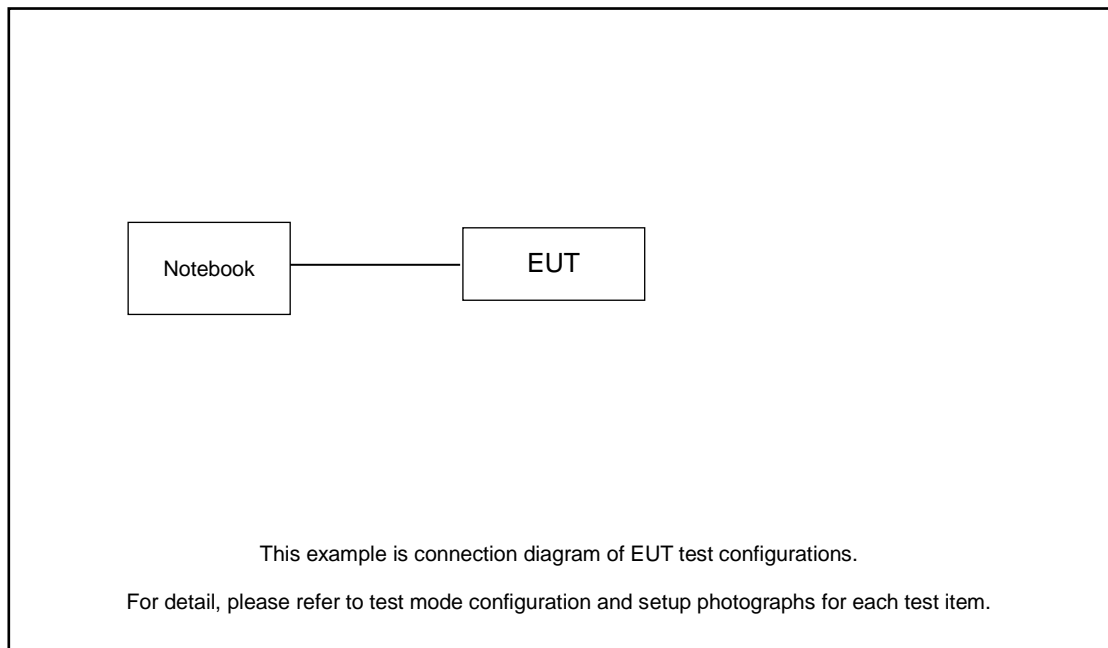 Notebook
EUT
This example is connection diagram of EUT test configurations.
For detail, please refer to test mode configuration and setup photographs for each test item.